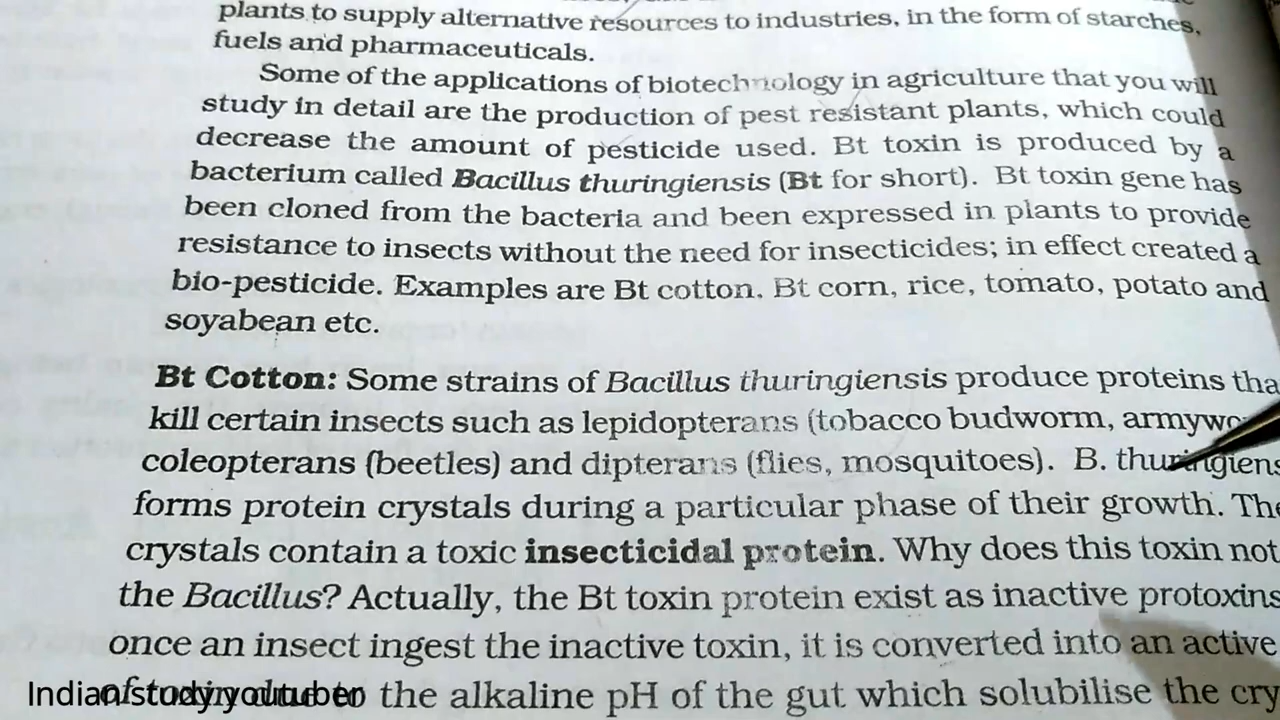 plants to supply alternative resources to industries, in the form of starches,
fuels and pharmaceuticals.
Some of the applications of biotechnology in agriculture that you will
study in detail are the production of pest resistant plants, which could
decrease the amount of pesticide used. Bt toxin is produced by a
bacterium called Bacillus thuringiensis (Bt for short). Bt toxin gene has
been cloned from the bacteria and been expressed in plants to provide
resistance to insects without the need for insecticides; in effect created a
bio-pesticide. Examples are Bt cotton, Bt corn, rice, tomato, potato and
soyabean etc.
Bt Cotton: Some strains of Bacillus thuringiensis produce proteins tha
kill certain insects such as lepidopterans (tobacco budworm, armywo
coleopterans (beetles) and dipterans (flies, mosquitoes). B. thuringiens
forms protein crystals during a particular phase of their growth. The
crystals contain a toxic insecticidal protein. Why does this toxin not
the Bacillus? Actually, the Bt toxin protein exist as inactive protoxins
once an insect ingest the inactive toxin, it is converted into an active
of toxin due to the alkaline pH of the gut which solubilise the cry
Indian study youtuber